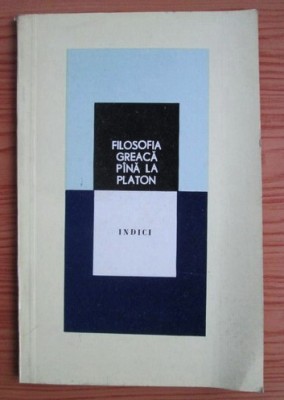 FILOSOFIA
GREACĂ
PÎNĂ LA
PLATON
INDICI